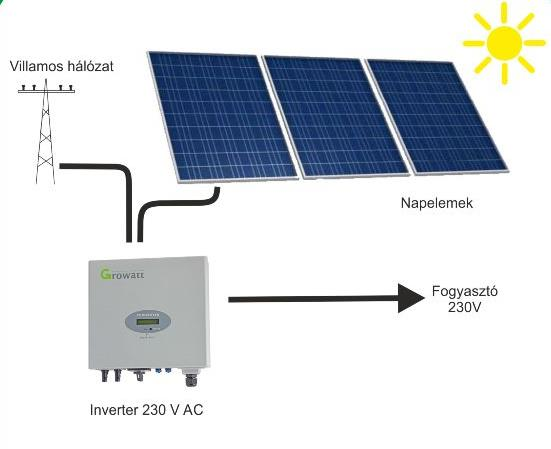 Villamos hálózat
Napelemek
Growatt
Fogyasztó
230V
Inverter 230 V AC